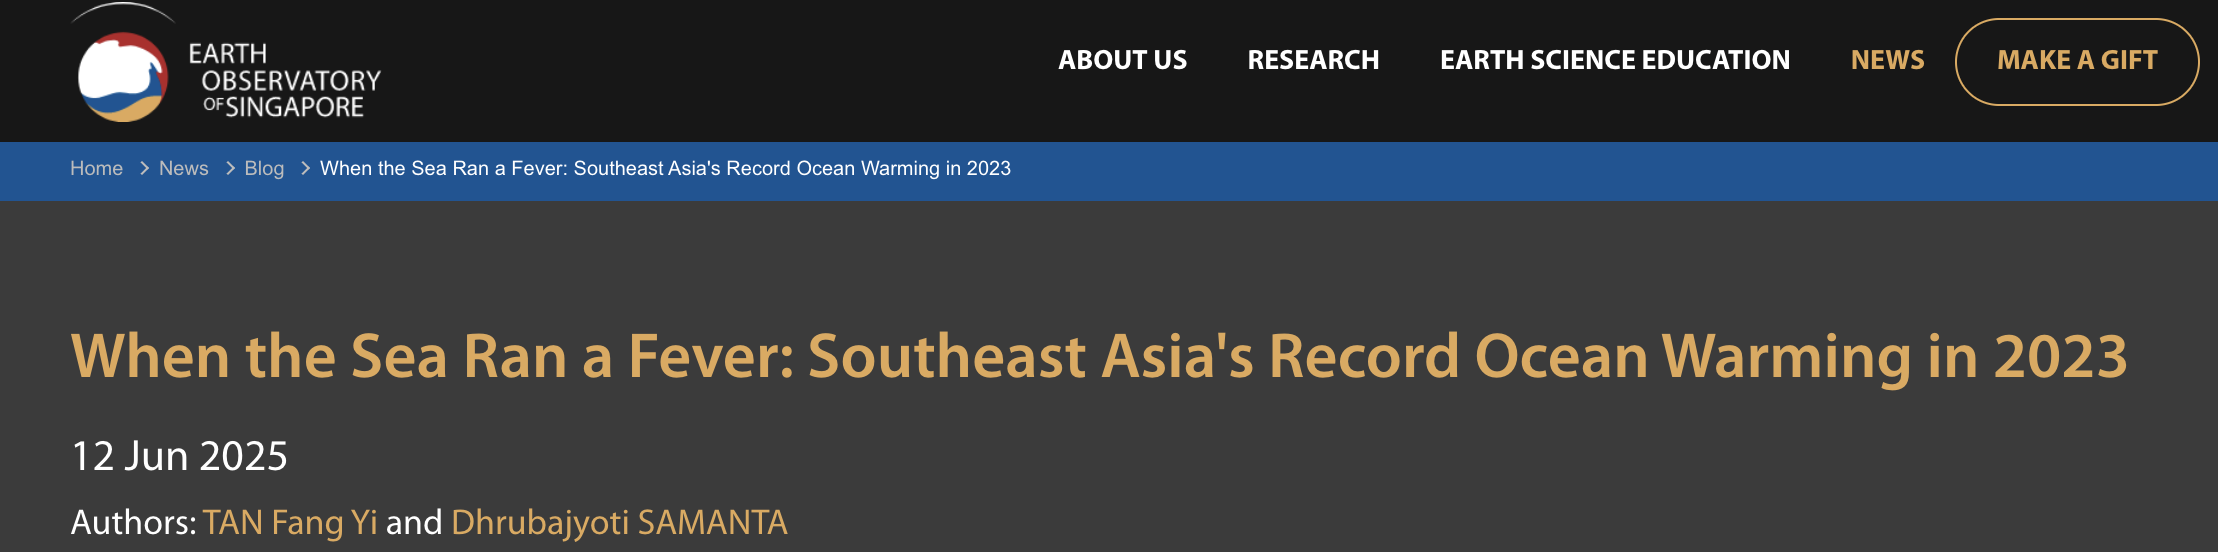 EARTH
OBSERVATORY
OF SINGAPORE
ABOUT US
RESEARCH
EARTH SCIENCE EDUCATION
NEWS
MAKE A GIFT
Home > News > Blog > When the Sea Ran a Fever: Southeast Asia's Record Ocean Warming in 2023
When the Sea Ran a Fever: Southeast Asia's Record Ocean Warming in 2023
12 Jun 2025
Authors: TAN Fang Yi and Dhrubajyoti SAMANTA